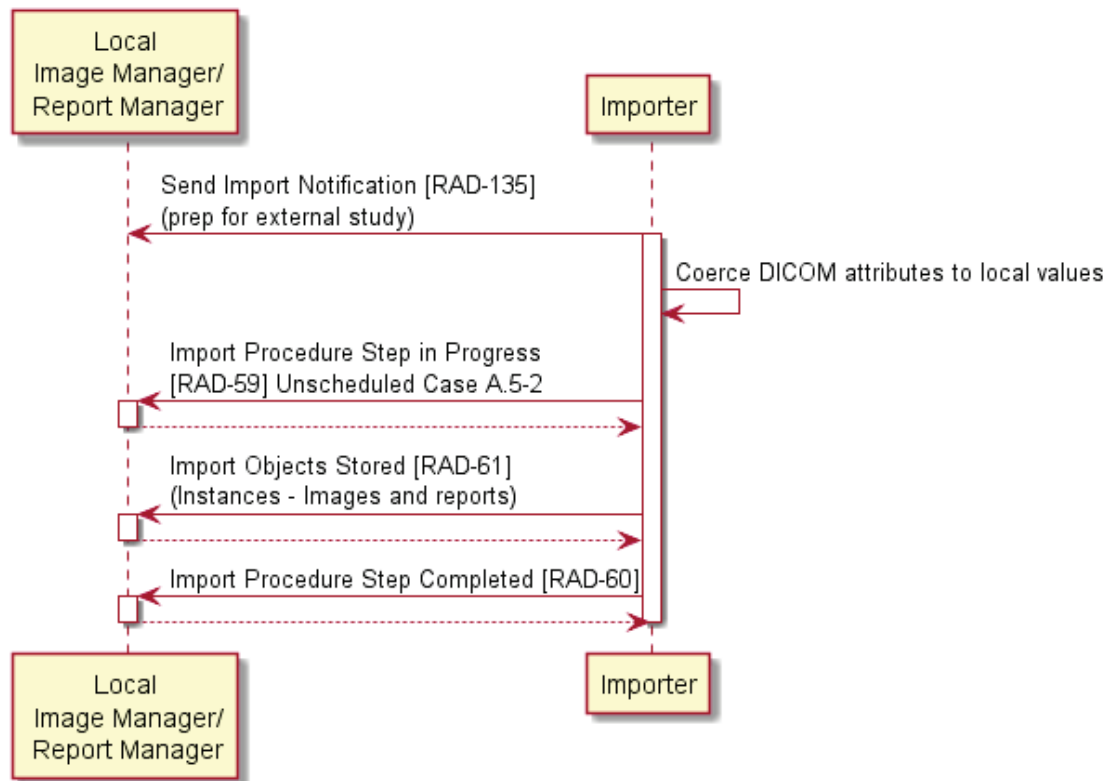 Local
Image Manager/
Report Manager
Importer
Send Import Notification [RAD-135]
(prep for external study)
Coerce DICOM attributes to local values
Import Procedure Step in Progress
[RAD-59] Unscheduled Case A.5-2
Import Objects Stored [RAD-61]
(Instances - Images and reports)
Import Procedure Step Completed [RAD-60]
Local
Image Manager/
Report Manager
Importer